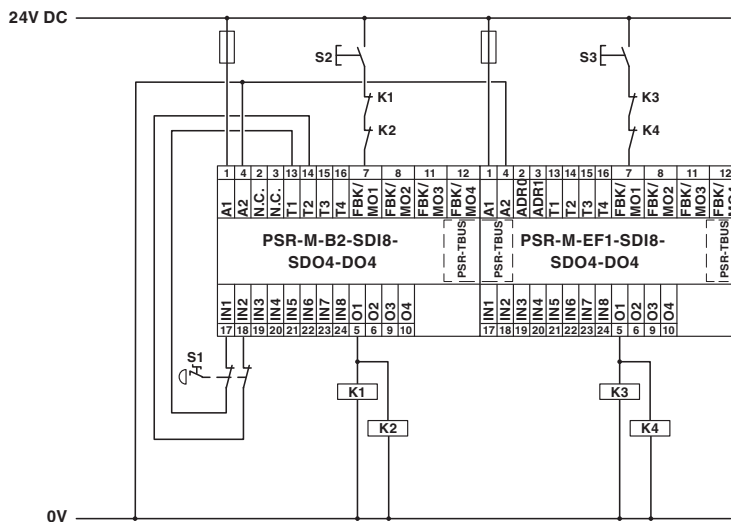 24V DC
S2
S3
K1
K3
K2
K4
1 4 2 3 13 14 15 16 7 8 11 12 1 4 2 3 13 14 15 16 7 8 11 12
A1
A2
N.C.
N.C.
T1
T2
T3
T4
FBK/
MO1
FBK/
MO2
FBK/
MO3
FBK/
MO4
A1
A2
ADR0
ADR1
T1
T2
T3
T4
FBK/
MO1
FBK/
MO2
FBK/
MO3
FBK/
PSR-M-B2-SDI8-
SDO4-DO4
PSR-TBUS
PSR-TBUS
PSR-M-EF1-SDI8-
SDO4-DO4
PSR-TBUS
IN1
IN2
IN3
IN4
IN5
IN6
IN7
IN8
O1
O2
O3
O4
IN1
IN2
IN3
IN4
IN5
IN6
IN7
IN8
O1
O2
O3
O4
17 18 19 20 21 22 23 24 5 6 9 10 17 18 19 20 21 22 23 24 5 6 9 10
S1
K1
K3
K2
K4
0V